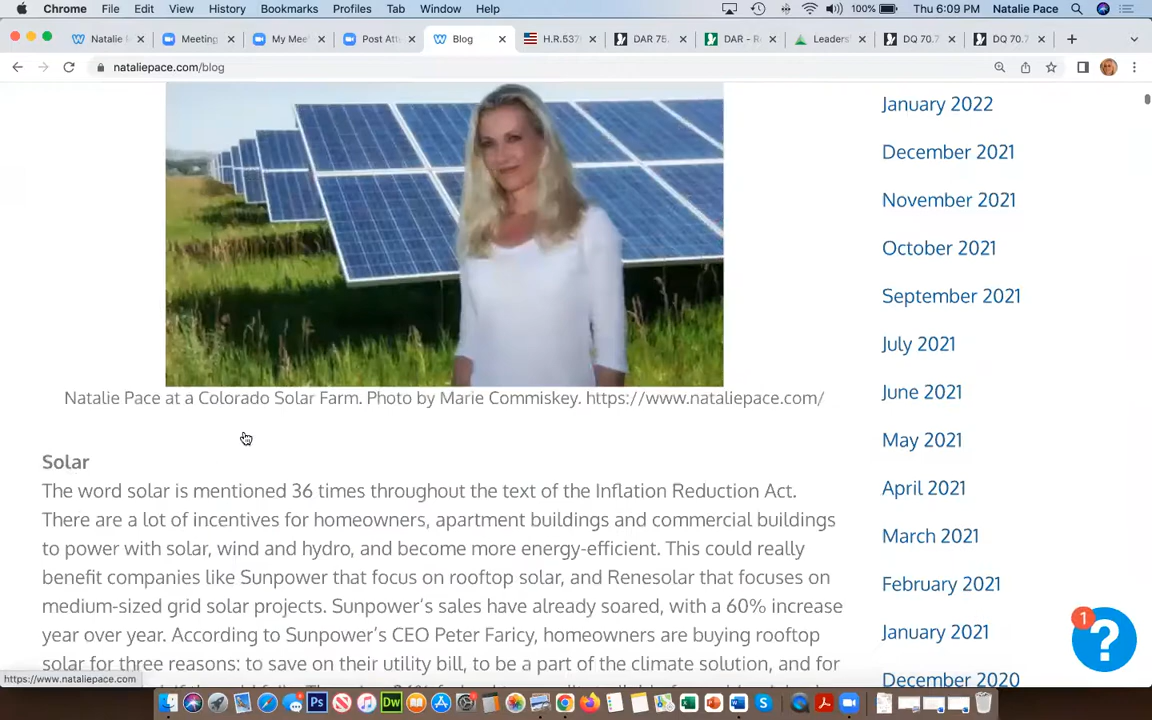 Chrome File Edit View History Bookmarks Profiles Tab Window Help 100% Thu 6:09 PM Natalie Pace
Natalie Meeting My Mee Post Att Blog H.R.537 DAR 75. DAR - R Leaders' DQ 70.7 DQ 70.7
nataliepace.com/blog
January 2022
December 2021
November 2021
October 2021
September 2021
July 2021
June 2021
May 2021
April 2021
March 2021
February 2021
January 2021
December 2020
Natalie Pace at a Colorado Solar Farm. Photo by Marie Commiskey. https://www.nataliepace.com/
Solar
The word solar is mentioned 36 times throughout the text of the Inflation Reduction Act.
There are a lot of incentives for homeowners, apartment buildings and commercial buildings
to power with solar, wind and hydro, and become more energy-efficient. This could really
benefit companies like Sunpower that focus on rooftop solar, and Renesolar that focuses on
medium-sized grid solar projects. Sunpower's sales have already soared, with a 60% increase
year over year. According to Sunpower's CEO Peter Faricy, homeowners are buying rooftop
solar for three reasons: to save on their utility bill, to be a part of the climate solution, and for
1
?
https://www.nataliepace.com
Ps Dw